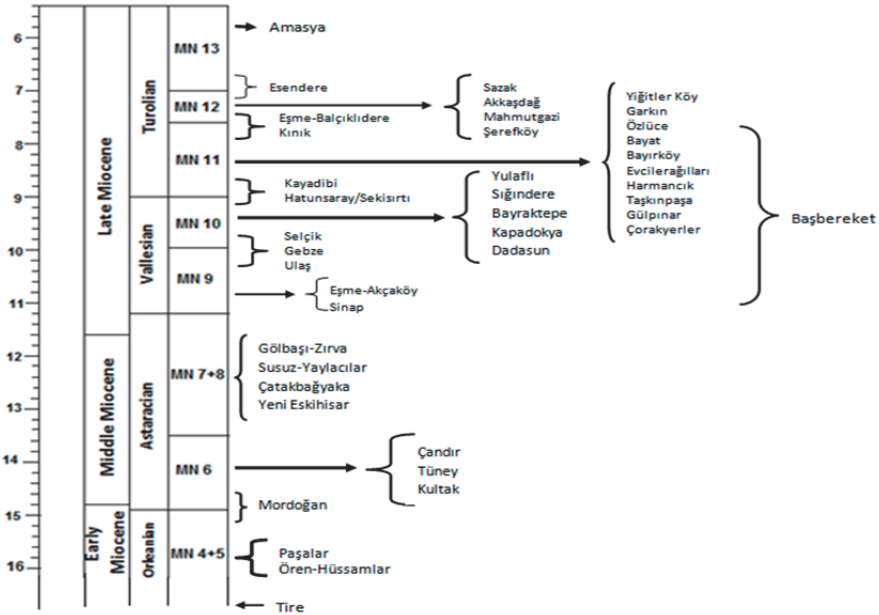 6
7
8
9
10
11
12
13
14
15
16
Late Miocene
Middle Miocene
Early
Miocene
Turolian
Vallesian
Astaracian
Orleanian
MN 13
MN 12
MN 11
MN 10
MN 9
MN 7+8
MN 6
MN 4+5
Amasya
Esendere
Sazak
Akkaşdağ
Mahmutgazi
Şerefköy
Eşme-Balçıklıdere
Kınık
Yiğitler Köy
Garkın
Özlüce
Bayat
Bayırköy
Evcilerağılları
Harmancık
Taşkınpaşa
Gülpınar
Çorakyerler
Başbereket
Kayadibi
Hatunsaray/Sekisırtı
Yulaflı
Sığındere
Bayraktepe
Kapadokya
Dadasun
Selçik
Gebze
Ulaş
Eşme-Akçaköy
Sinap
Gölbaşı-Zırva
Susuz-Yaylacılar
Çatakbağyaka
Yeni Eskihisar
Çandır
Tüney
Kultak
Mordoğan
Paşalar
Ören-Hüssamlar
Tire